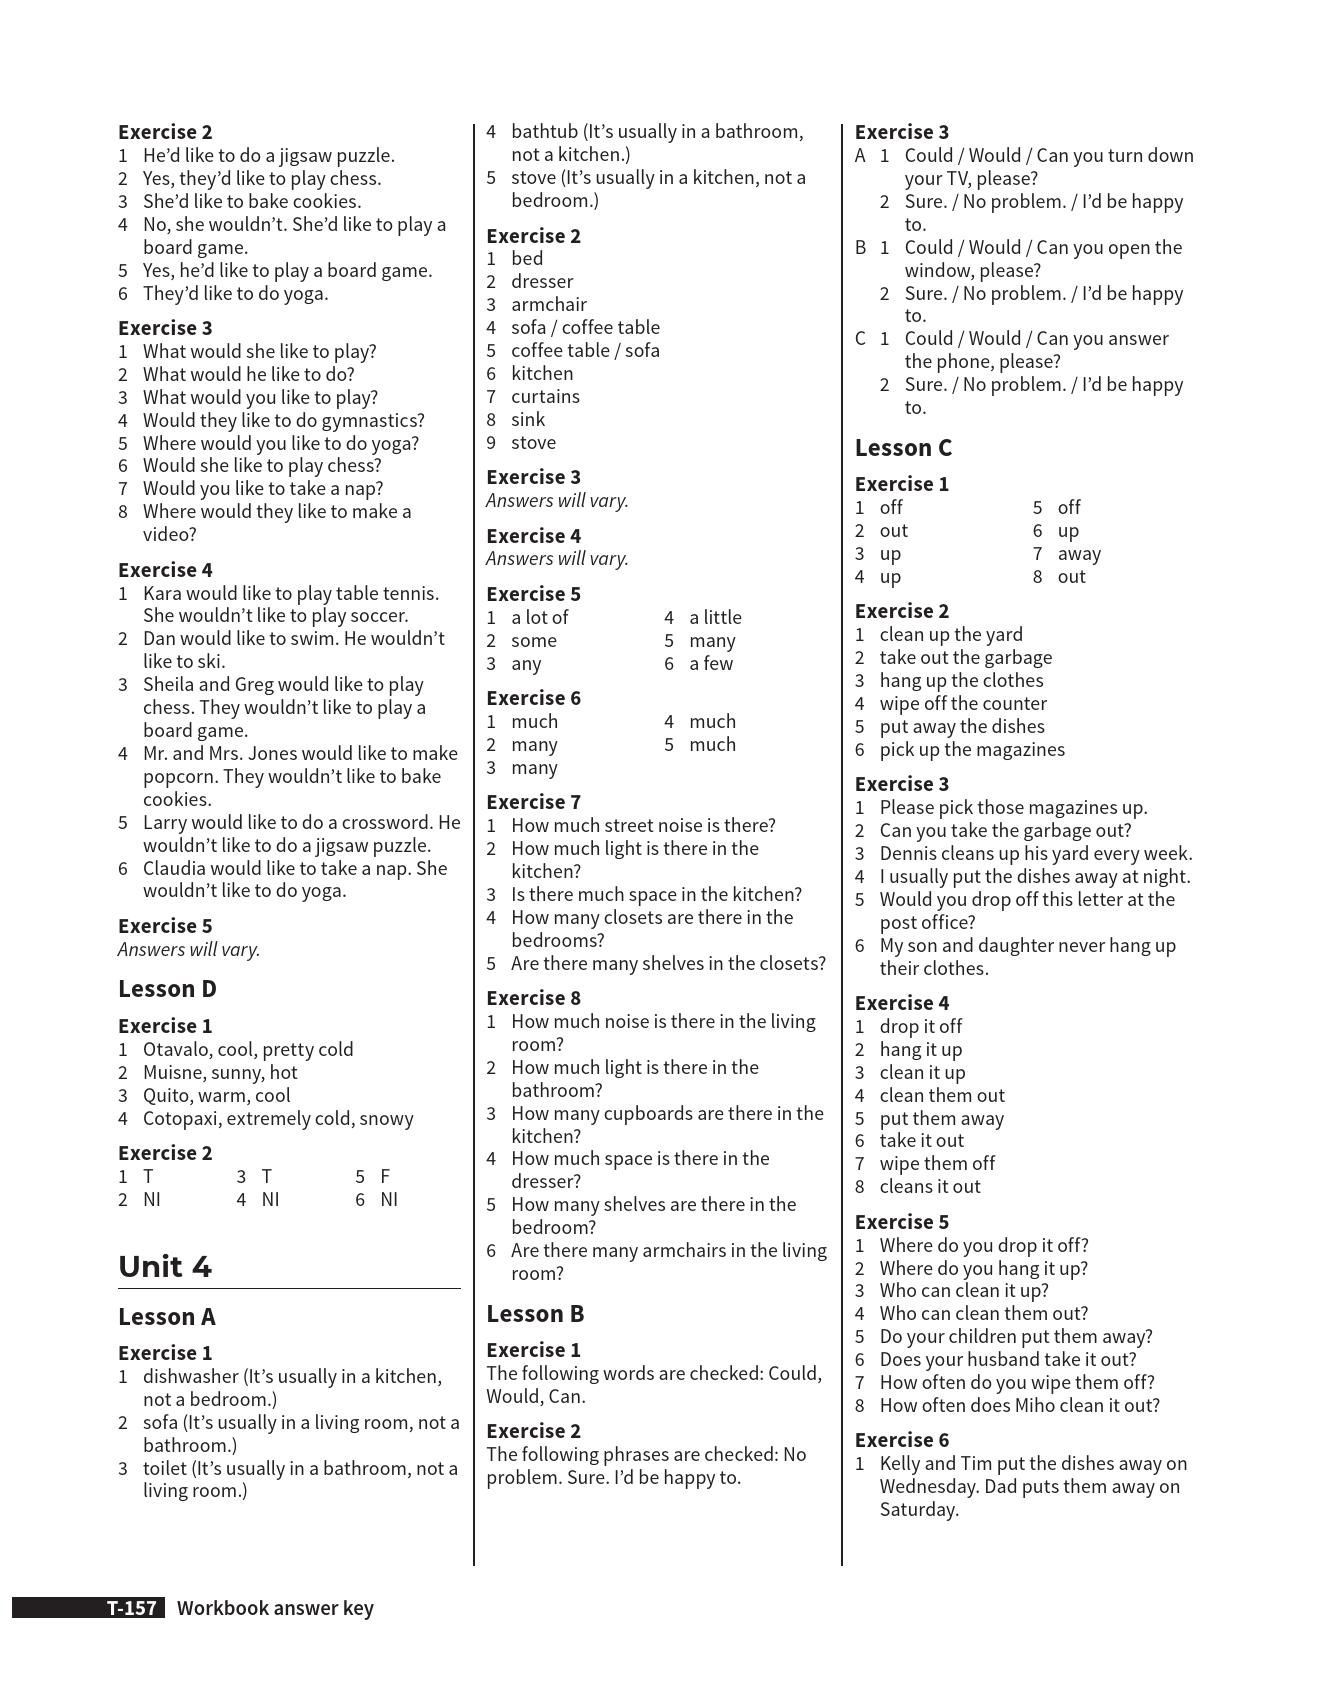 Exercise 2
1 He’d like to do a jigsaw puzzle.
2 Yes, they’d like to play chess.
3 She’d like to bake cookies.
4 No, she wouldn’t. She’d like to play a
board game.
5 Yes, he’d like to play a board game.
6 They’d like to do yoga.
Exercise 3
1 What would she like to play?
2 What would he like to do?
3 What would you like to play?
4 Would they like to do gymnastics?
5 Where would you like to do yoga?
6 Would she like to play chess?
7 Would you like to take a nap?
8 Where would they like to make a
video?
Exercise 4
1 Kara would like to play table tennis.
She wouldn’t like to play soccer.
2 Dan would like to swim. He wouldn’t
like to ski.
3 Sheila and Greg would like to play
chess. They wouldn’t like to play a
board game.
4 Mr. and Mrs. Jones would like to make
popcorn. They wouldn’t like to bake
cookies.
5 Larry would like to do a crossword. He
wouldn’t like to do a jigsaw puzzle.
6 Claudia would like to take a nap. She
wouldn’t like to do yoga.
Exercise 5
Answers will vary.
Lesson D
Exercise 1
1 Otavalo, cool, pretty cold
2 Muisne, sunny, hot
3 Quito, warm, cool
4 Cotopaxi, extremely cold, snowy
Exercise 2
1 T 3 T 5 F
2 NI 4 NI 6 NI
Unit 4
Lesson A
Exercise 1
1 dishwasher (It’s usually in a kitchen,
not a bedroom.)
2 sofa (It’s usually in a living room, not a
bathroom.)
3 toilet (It’s usually in a bathroom, not a
living room.)
4 bathtub (It’s usually in a bathroom,
not a kitchen.)
5 stove (It’s usually in a kitchen, not a
bedroom.)
Exercise 2
1 bed
2 dresser
3 armchair
4 sofa / coffee table
5 coffee table / sofa
6 kitchen
7 curtains
8 sink
9 stove
Exercise 3
Answers will vary.
Exercise 4
Answers will vary.
Exercise 5
1 a lot of 4 a little
2 some 5 many
3 any 6 a few
Exercise 6
1 much 4 much
2 many 5 much
3 many
Exercise 7
1 How much street noise is there?
2 How much light is there in the
kitchen?
3 Is there much space in the kitchen?
4 How many closets are there in the
bedrooms?
5 Are there many shelves in the closets?
Exercise 8
1 How much noise is there in the living
room?
2 How much light is there in the
bathroom?
3 How many cupboards are there in the
kitchen?
4 How much space is there in the
dresser?
5 How many shelves are there in the
bedroom?
6 Are there many armchairs in the living
room?
Lesson B
Exercise 1
The following words are checked: Could,
Would, Can.
Exercise 2
The following phrases are checked: No
problem. Sure. I’d be happy to.
Exercise 3
A 1 Could / Would / Can you turn down
your TV, please?
2 Sure. / No problem. / I’d be happy
to.
B 1 Could / Would / Can you open the
window, please?
2 Sure. / No problem. / I’d be happy
to.
C 1 Could / Would / Can you answer
the phone, please?
2 Sure. / No problem. / I’d be happy
to.
Lesson C
Exercise 1
1 off 5 off
2 out 6 up
3 up 7 away
4 up 8 out
Exercise 2
1 clean up the yard
2 take out the garbage
3 hang up the clothes
4 wipe off the counter
5 put away the dishes
6 pick up the magazines
Exercise 3
1 Please pick those magazines up.
2 Can you take the garbage out?
3 Dennis cleans up his yard every week.
4 I usually put the dishes away at night.
5 Would you drop off this letter at the
post office?
6 My son and daughter never hang up
their clothes.
Exercise 4
1 drop it off
2 hang it up
3 clean it up
4 clean them out
5 put them away
6 take it out
7 wipe them off
8 cleans it out
Exercise 5
1 Where do you drop it off?
2 Where do you hang it up?
3 Who can clean it up?
4 Who can clean them out?
5 Do your children put them away?
6 Does your husband take it out?
7 How often do you wipe them off?
8 How often does Miho clean it out?
Exercise 6
1 Kelly and Tim put the dishes away on
Wednesday. Dad puts them away on
Saturday.
T-157 Workbook answer key